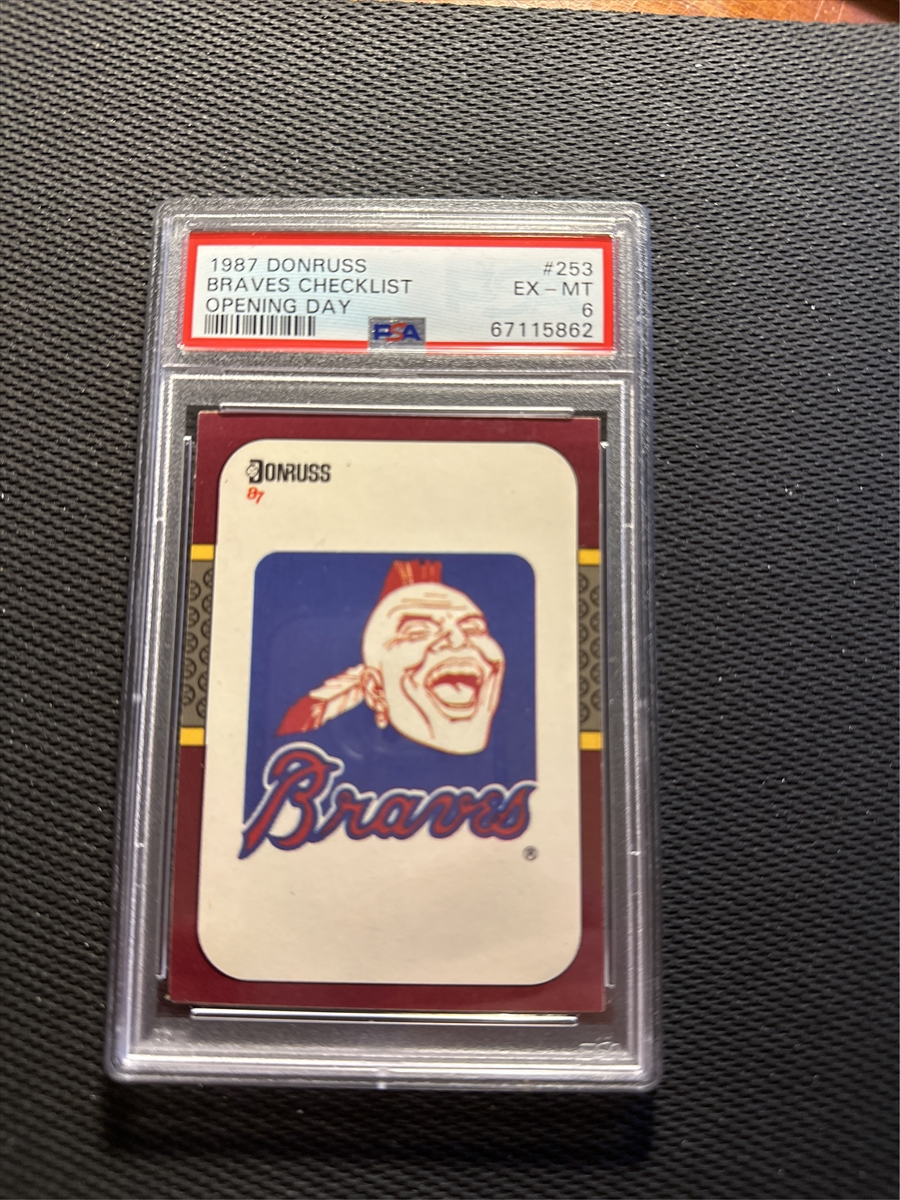 1987 DONRUSS #253
BRAVES CHECKLIST EX - MT
OPENING DAY 6
PSA 67115862
DONRUSS
87
Braves
®